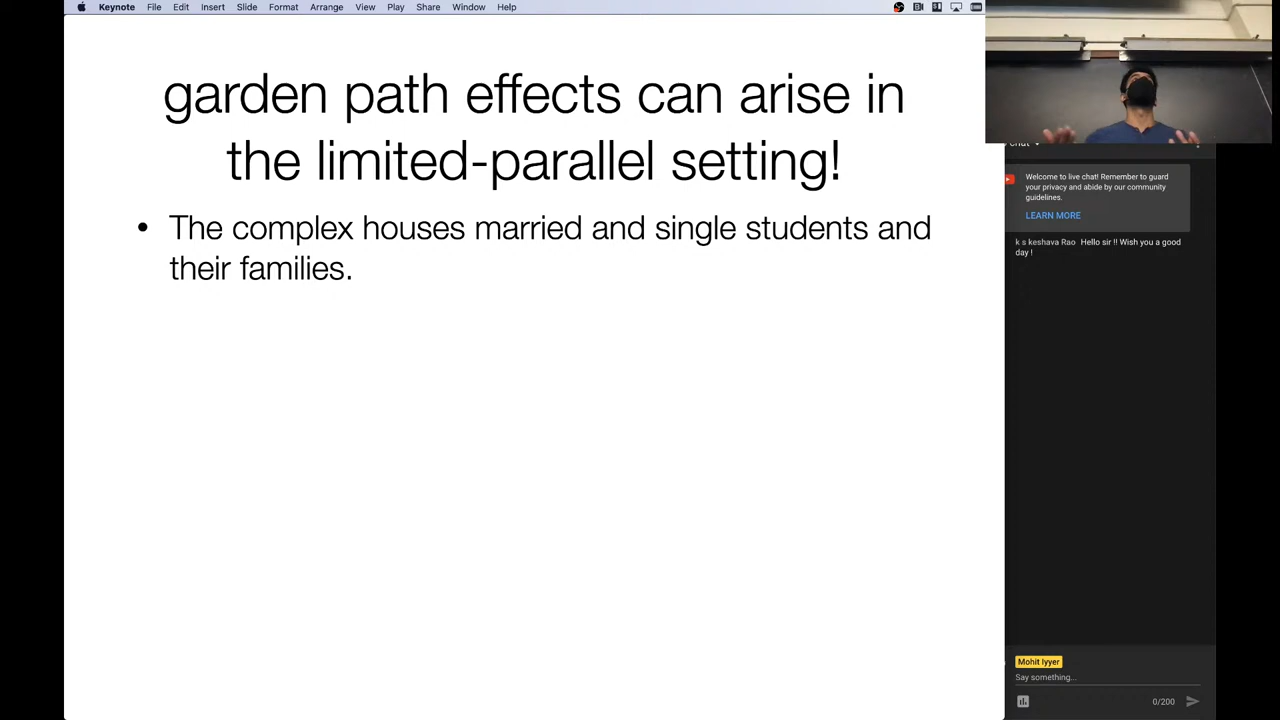 Keynote File Edit Insert Slide Format Arrange View Play Share Window Help
garden path effects can arise in
the limited-parallel setting!
• The complex houses married and single students and
their families.
Welcome to live chat! Remember to guard
your privacy and abide by our community
guidelines.
LEARN MORE
k s keshava Rao Hello sir !! Wish you a good
day !
Mohit Iyyer
Say something...
0/200